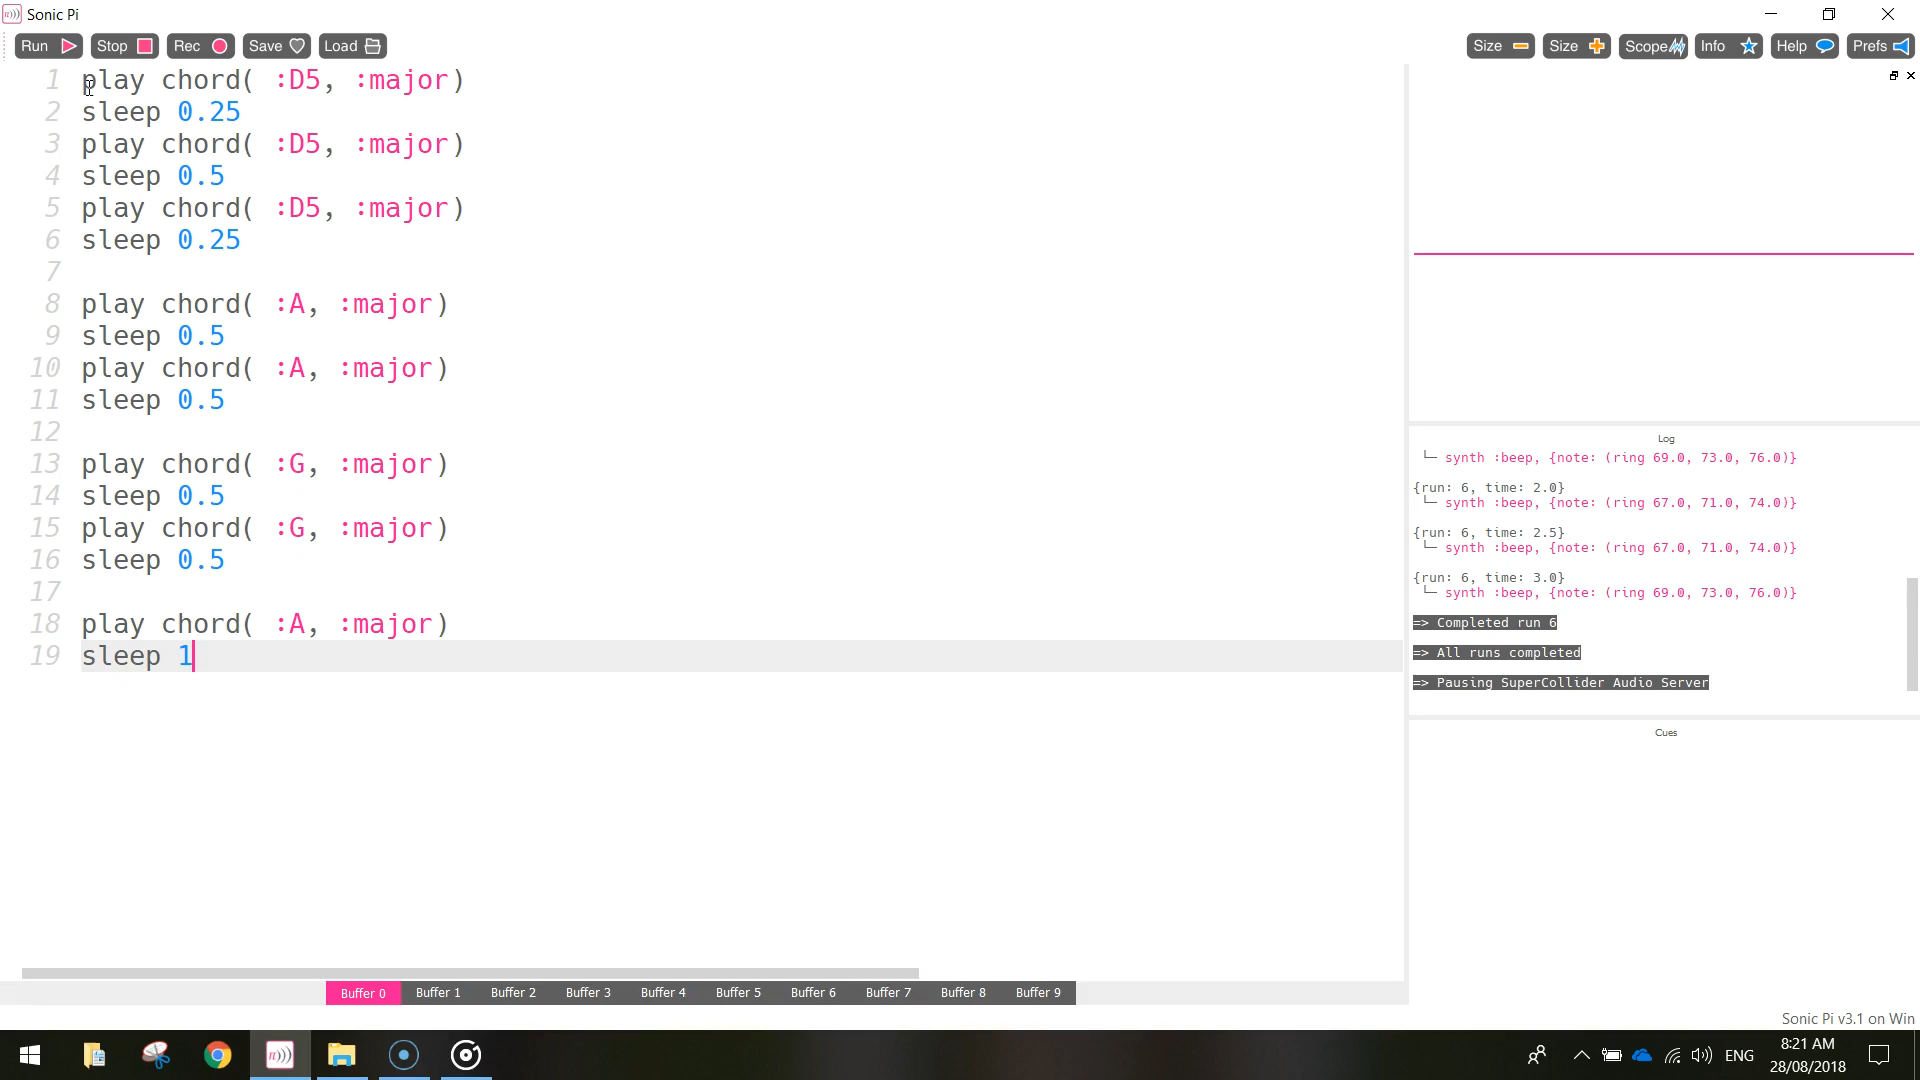 Sonic Pi
Run Stop Rec Save Load Size Size Scope Info Help Prefs
1 play chord( :D5, :major)
2 sleep 0.25
3 play chord( :D5, :major)
4 sleep 0.5
5 play chord( :D5, :major)
6 sleep 0.25
7
8 play chord( :A, :major)
9 sleep 0.5
10 play chord( :A, :major)
11 sleep 0.5
12
13 play chord( :G, :major)
14 sleep 0.5
15 play chord( :G, :major)
16 sleep 0.5
17
18 play chord( :A, :major)
19 sleep 1
Log
└─ synth :beep, {note: (ring 69.0, 73.0, 76.0)}
{run: 6, time: 2.0}
└─ synth :beep, {note: (ring 67.0, 71.0, 74.0)}
{run: 6, time: 2.5}
└─ synth :beep, {note: (ring 67.0, 71.0, 74.0)}
{run: 6, time: 3.0}
└─ synth :beep, {note: (ring 69.0, 73.0, 76.0)}
=> Completed run 6
=> All runs completed
=> Pausing SuperCollider Audio Server
Cues
Buffer 0 Buffer 1 Buffer 2 Buffer 3 Buffer 4 Buffer 5 Buffer 6 Buffer 7 Buffer 8 Buffer 9
Sonic Pi v3.1 on Win
ENG
8:21 AM
28/08/2018